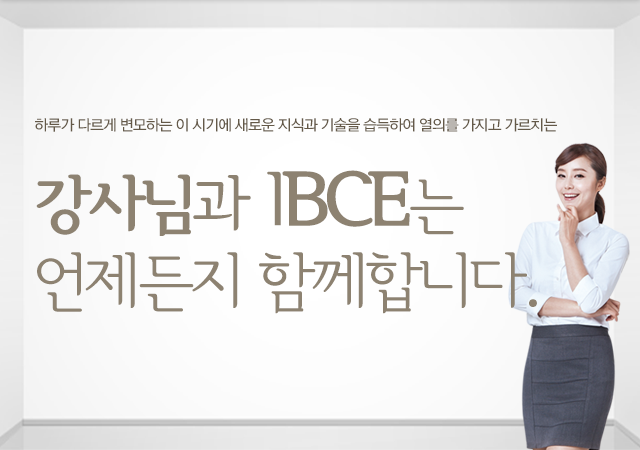 하루가 다르게 변모하는 이 시기에 새로운 지식과 기술을 습득하여 열의를 가지고 가르치는
강사님과 IBCE는
언제든지 함께합니다.